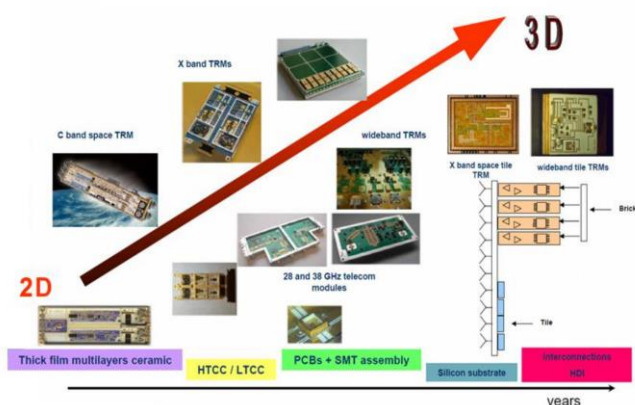 3D
X band TRMs
C band space TRM
wideband TRMs
X band space tile
TRM
wideband tile TRMs
Brick
28 and 38 GHz telecom
modules
2D
Tile
Thick film multilayers ceramic
HTCC / LTCC
PCBs + SMT assembly
Silicon substrate
Interconnections
HDI
years